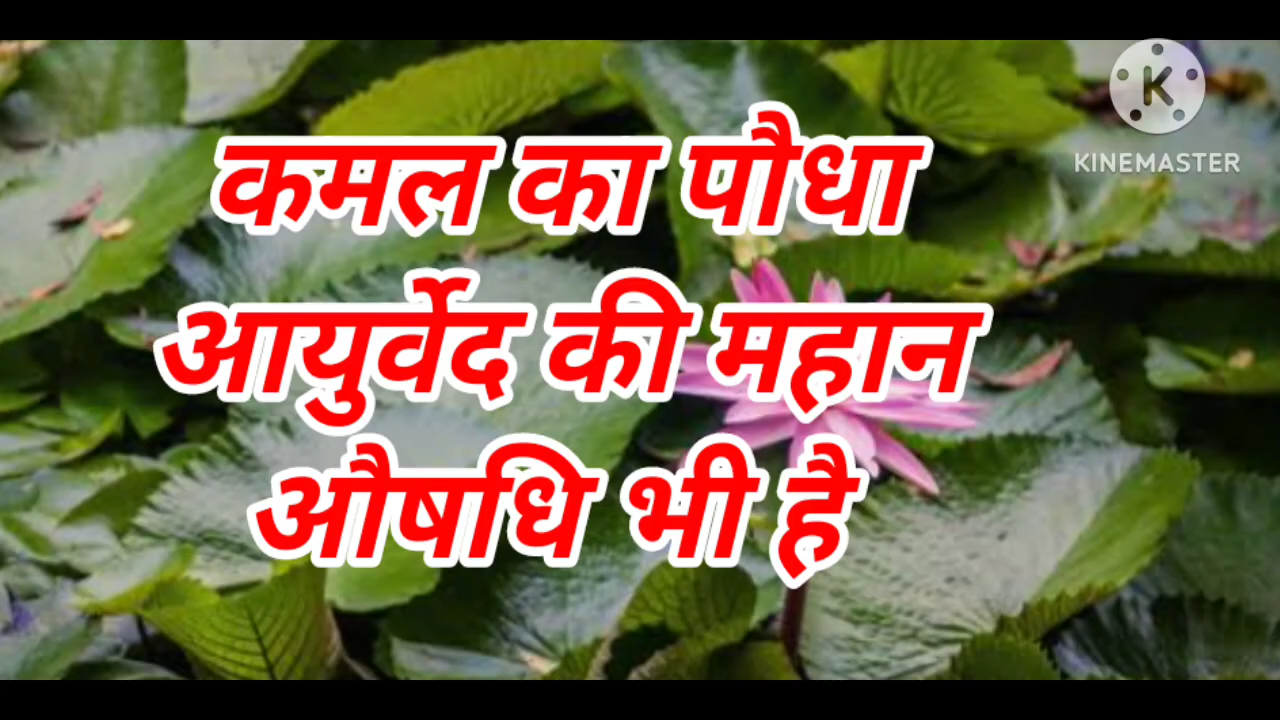 KINEMASTER
कमल का पौधा
आयुर्वेद की महान
औषधि भी है